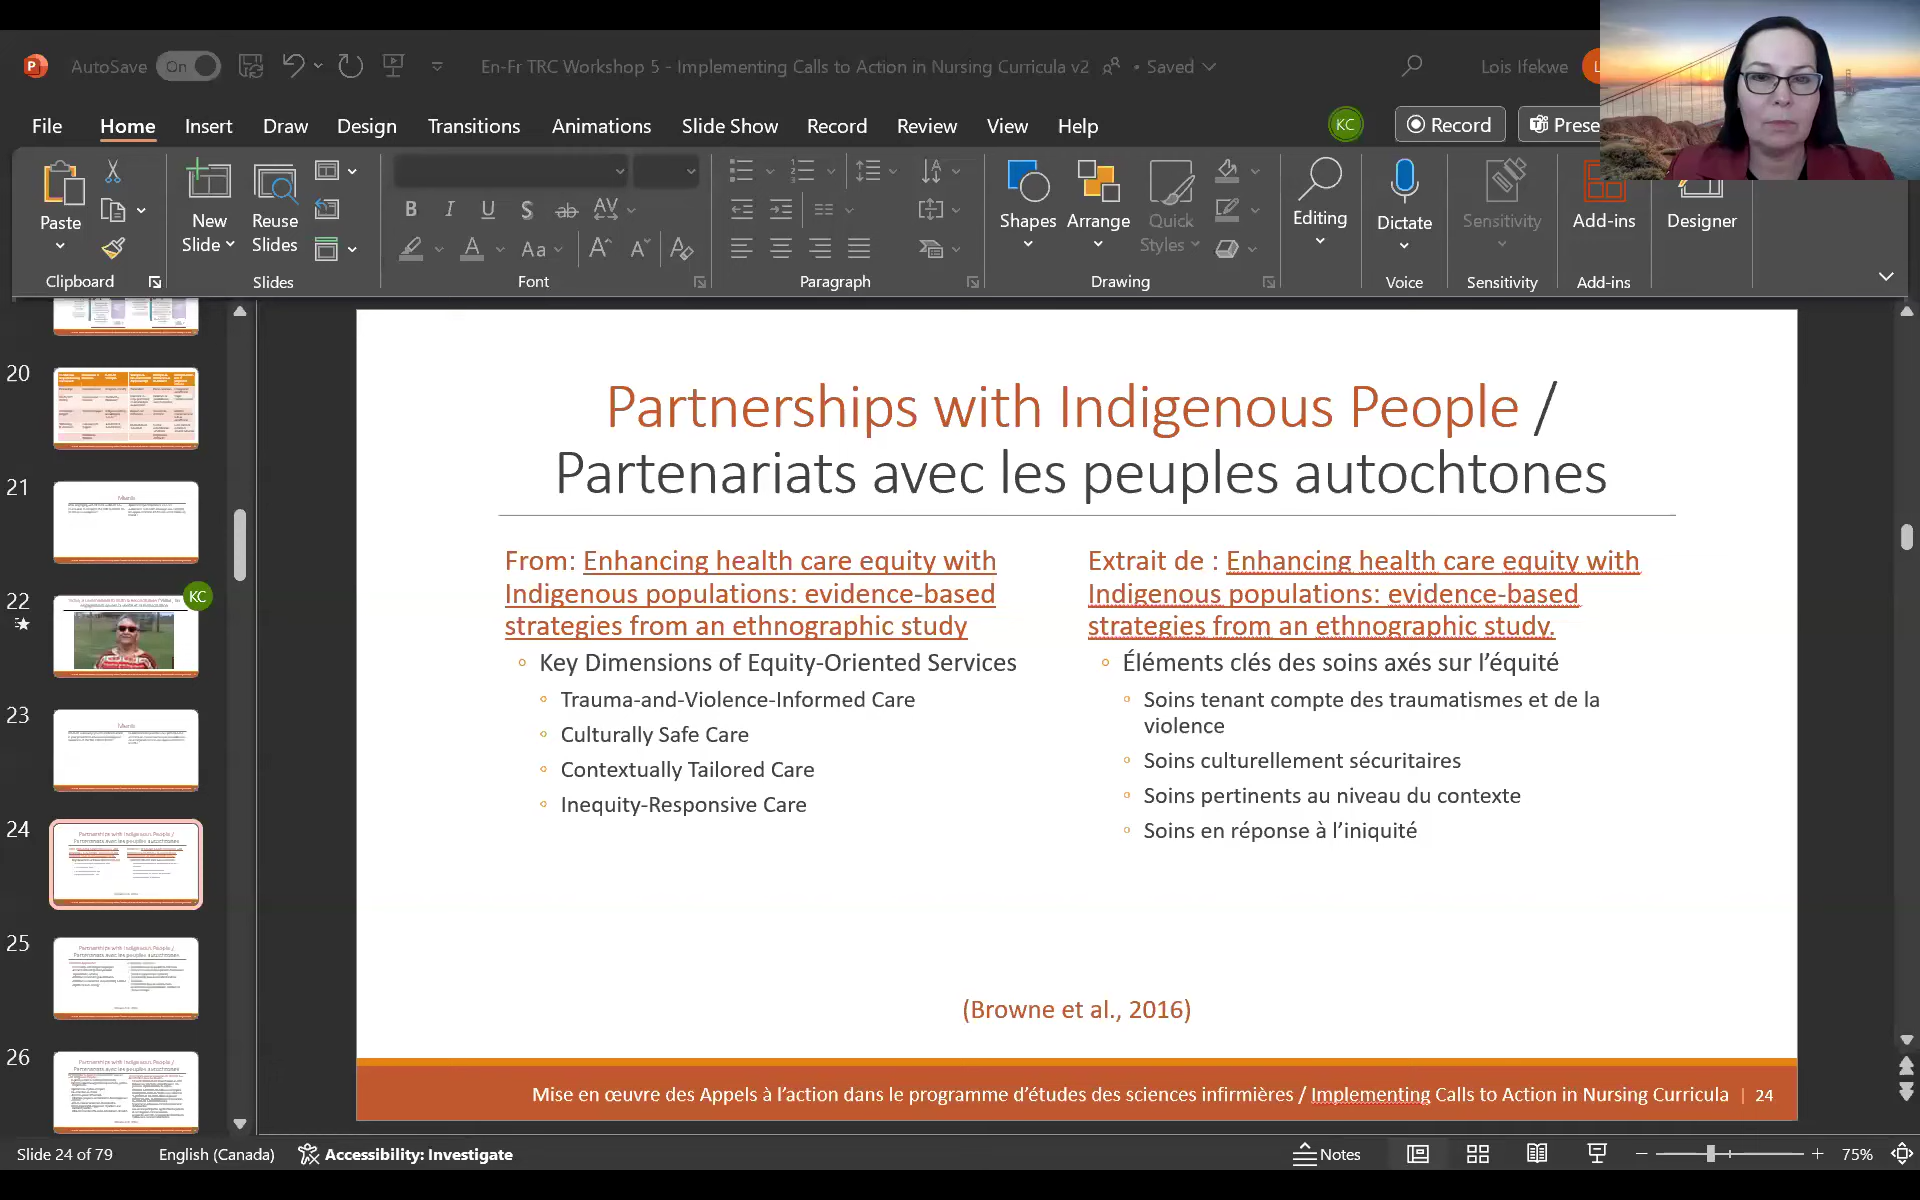 AutoSave On En-Fr TRC Workshop 5 - Implementing Calls to Action in Nursing Curricula v2 • Saved Lois Ifekwe
File Home Insert Draw Design Transitions Animations Slide Show Record Review View Help KC Record Prese
Paste
New Slide
Reuse Slides
B I U S ab AV
Aa
Shapes Arrange Quick Styles
Editing
Dictate
Sensitivity
Add-ins
Designer
Clipboard Slides Font Paragraph Drawing Voice Sensitivity Add-ins
20
21
22
KC
23
24
25
26
Partnerships with Indigenous People /
Partenariats avec les peuples autochtones
From: Enhancing health care equity with
Indigenous populations: evidence-based
strategies from an ethnographic study
Key Dimensions of Equity-Oriented Services
Trauma-and-Violence-Informed Care
Culturally Safe Care
Contextually Tailored Care
Inequity-Responsive Care
Extrait de : Enhancing health care equity with
Indigenous populations: evidence-based
strategies from an ethnographic study.
Éléments clés des soins axés sur l’équité
Soins tenant compte des traumatismes et de la
violence
Soins culturellement sécuritaires
Soins pertinents au niveau du contexte
Soins en réponse à l’iniquité
(Browne et al., 2016)
Mise en œuvre des Appels à l’action dans le programme d’études des sciences infirmières / Implementing Calls to Action in Nursing Curricula | 24
Slide 24 of 79 English (Canada) Accessibility: Investigate Notes 75%